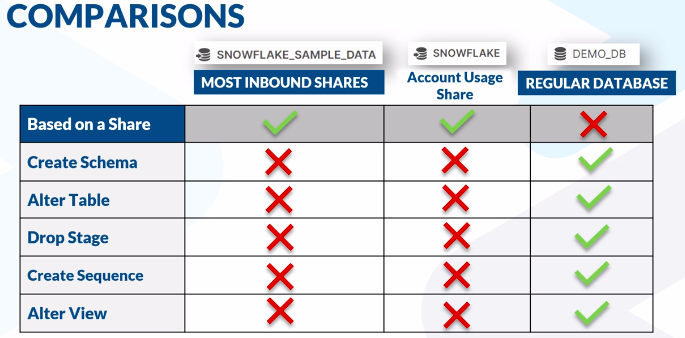 COMPARISONS
SNOWFLAKE_SAMPLE_DATA
SNOWFLAKE
DEMO_DB
MOST INBOUND SHARES
Account Usage
Share
REGULAR DATABASE
Based on a Share
Create Schema
Alter Table
Drop Stage
Create Sequence
Alter View